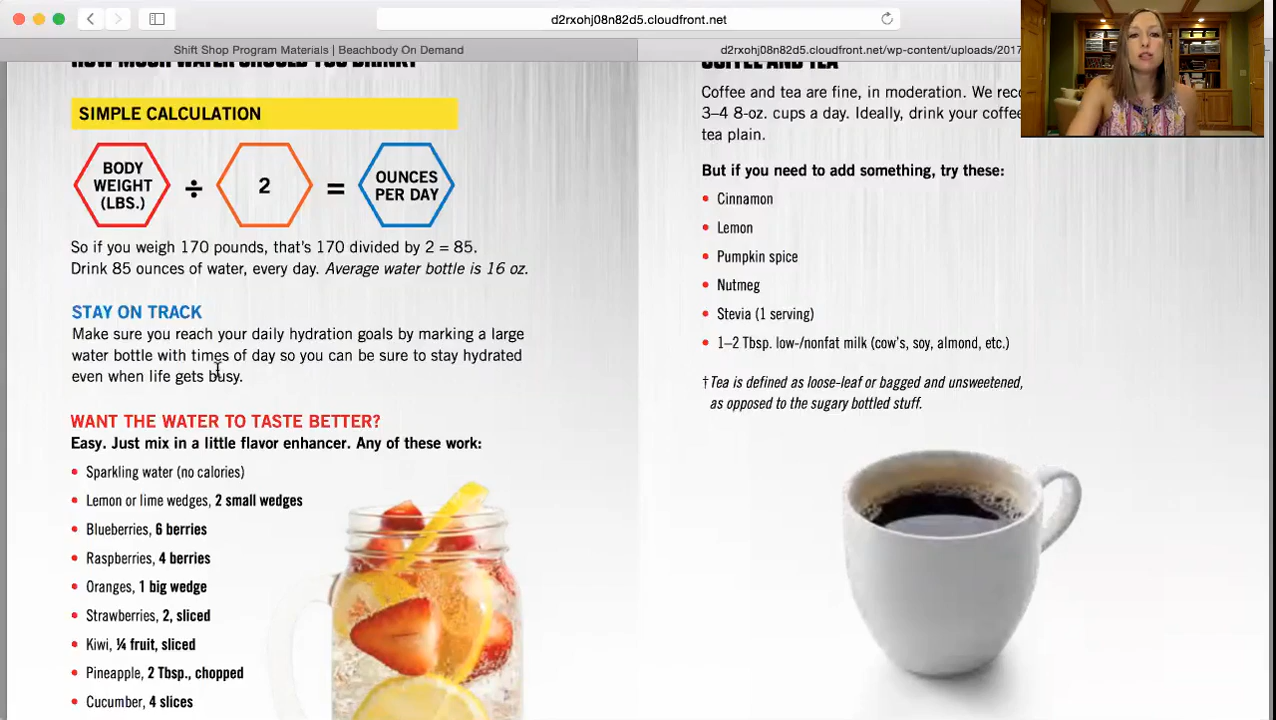 d2rxohj08n82d5.cloudfront.net
Shift Shop Program Materials | Beachbody On Demand
d2rxohj08n82d5.cloudfront.net/wp-content/uploads/2017
HOW MUCH WATER SHOULD YOU DRINK?
SIMPLE CALCULATION
BODY
WEIGHT
(LBS.)
÷
2
=
OUNCES
PER DAY
So if you weigh 170 pounds, that's 170 divided by 2 = 85.
Drink 85 ounces of water, every day. Average water bottle is 16 oz.
STAY ON TRACK
Make sure you reach your daily hydration goals by marking a large
water bottle with times of day so you can be sure to stay hydrated
even when life gets busy.
WANT THE WATER TO TASTE BETTER?
Easy. Just mix in a little flavor enhancer. Any of these work:
• Sparkling water (no calories)
• Lemon or lime wedges, 2 small wedges
• Blueberries, 6 berries
• Raspberries, 4 berries
• Oranges, 1 big wedge
• Strawberries, 2, sliced
• Kiwi, ¼ fruit, sliced
• Pineapple, 2 Tbsp., chopped
• Cucumber, 4 slices
COFFEE AND TEA
Coffee and tea are fine, in moderation. We
3–4 8-oz. cups a day. Ideally, drink your coffee
tea plain.
But if you need to add something, try these:
• Cinnamon
• Lemon
• Pumpkin spice
• Nutmeg
• Stevia (1 serving)
• 1–2 Tbsp. low-/nonfat milk (cow's, soy, almond, etc.)
†Tea is defined as loose-leaf or bagged and unsweetened,
as opposed to the sugary bottled stuff.